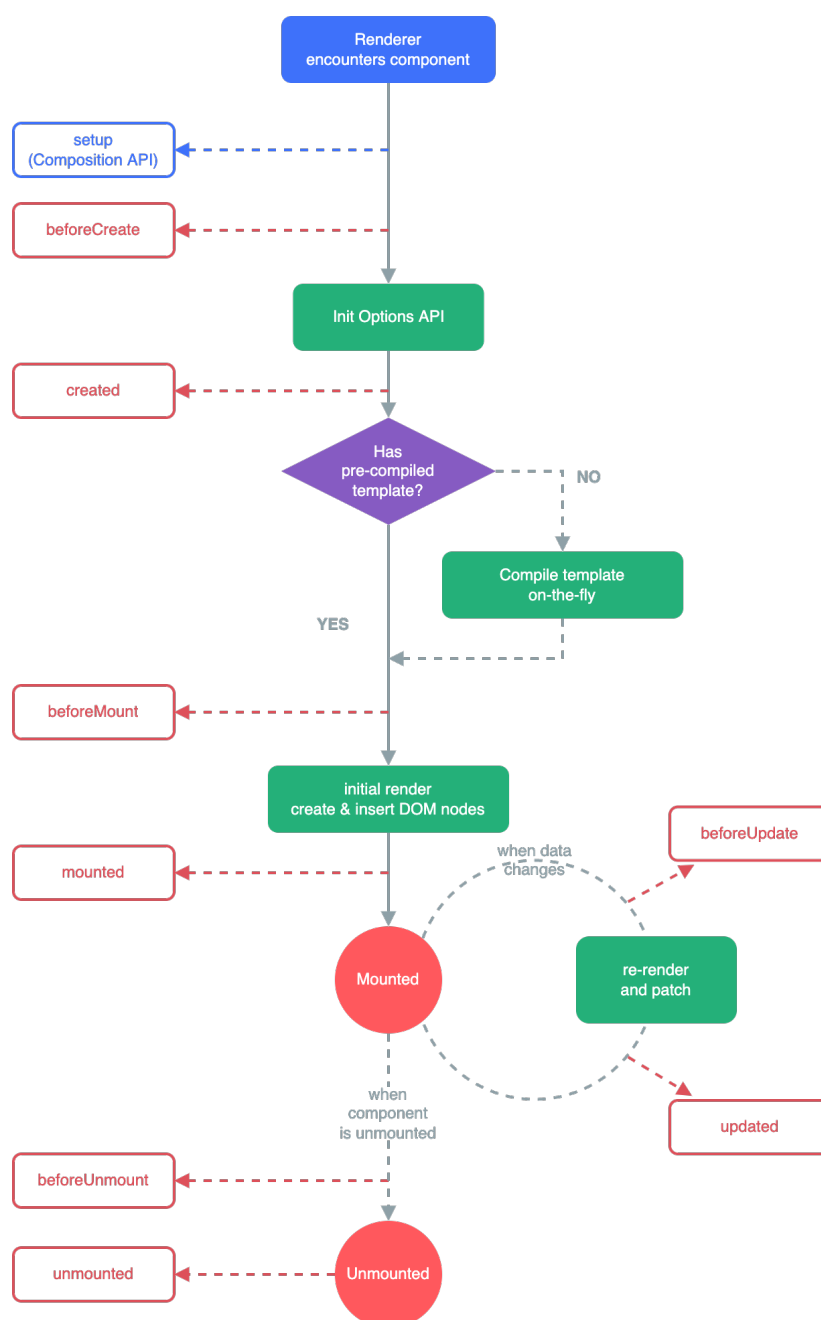 Renderer
encounters component
setup
(Composition API)
beforeCreate
Init Options API
created
Has
pre-compiled
template?
NO
Compile template
on-the-fly
YES
beforeMount
initial render
create & insert DOM nodes
beforeUpdate
when data
changes
mounted
Mounted
re-render
and patch
when
component
is unmounted
updated
beforeUnmount
unmounted
Unmounted